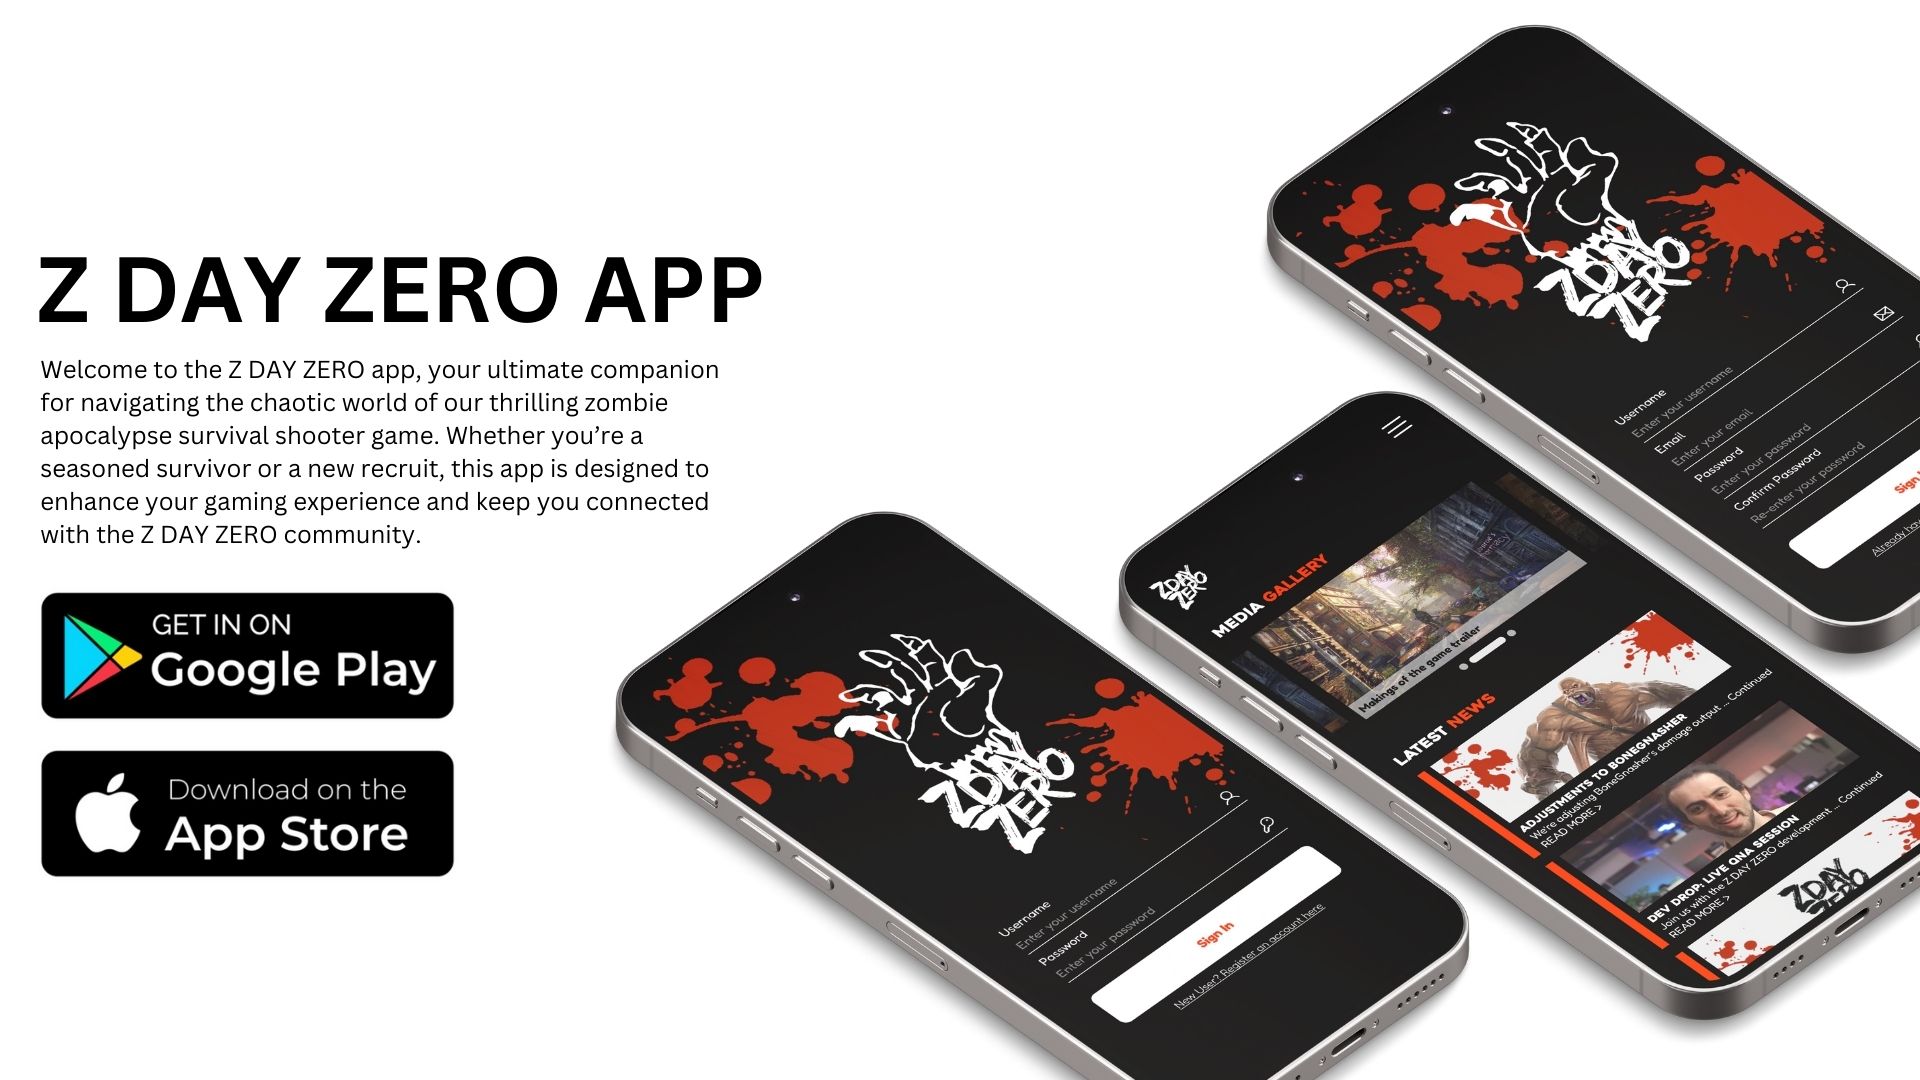 Z DAY ZERO APP
Welcome to the Z DAY ZERO app, your ultimate companion
for navigating the chaotic world of our thrilling zombie
apocalypse survival shooter game. Whether you’re a
seasoned survivor or a new recruit, this app is designed to
enhance your gaming experience and keep you connected
with the Z DAY ZERO community.
GET IN ON
Google Play
Download on the
App Store
Z DAY
ZERO
Username
Enter your username
Password
Enter your password
Sign In
New User? Register an account here
Z DAY
ZERO
MEDIA GALLERY
Makings of the game trailer
LATEST NEWS
ADJUSTMENTS TO BONEGNASHER
We're adjusting BoneGnasher's damage output ... Continued
READ MORE >
DEV DROP: LIVE QNA SESSION
Join us with the Z DAY ZERO development ... Continued
READ MORE >
Z DAY
ZERO
Z DAY
ZERO
Username
Enter your username
Email
Enter your email
Password
Enter your password
Confirm Password
Re-enter your password
Sign
Already